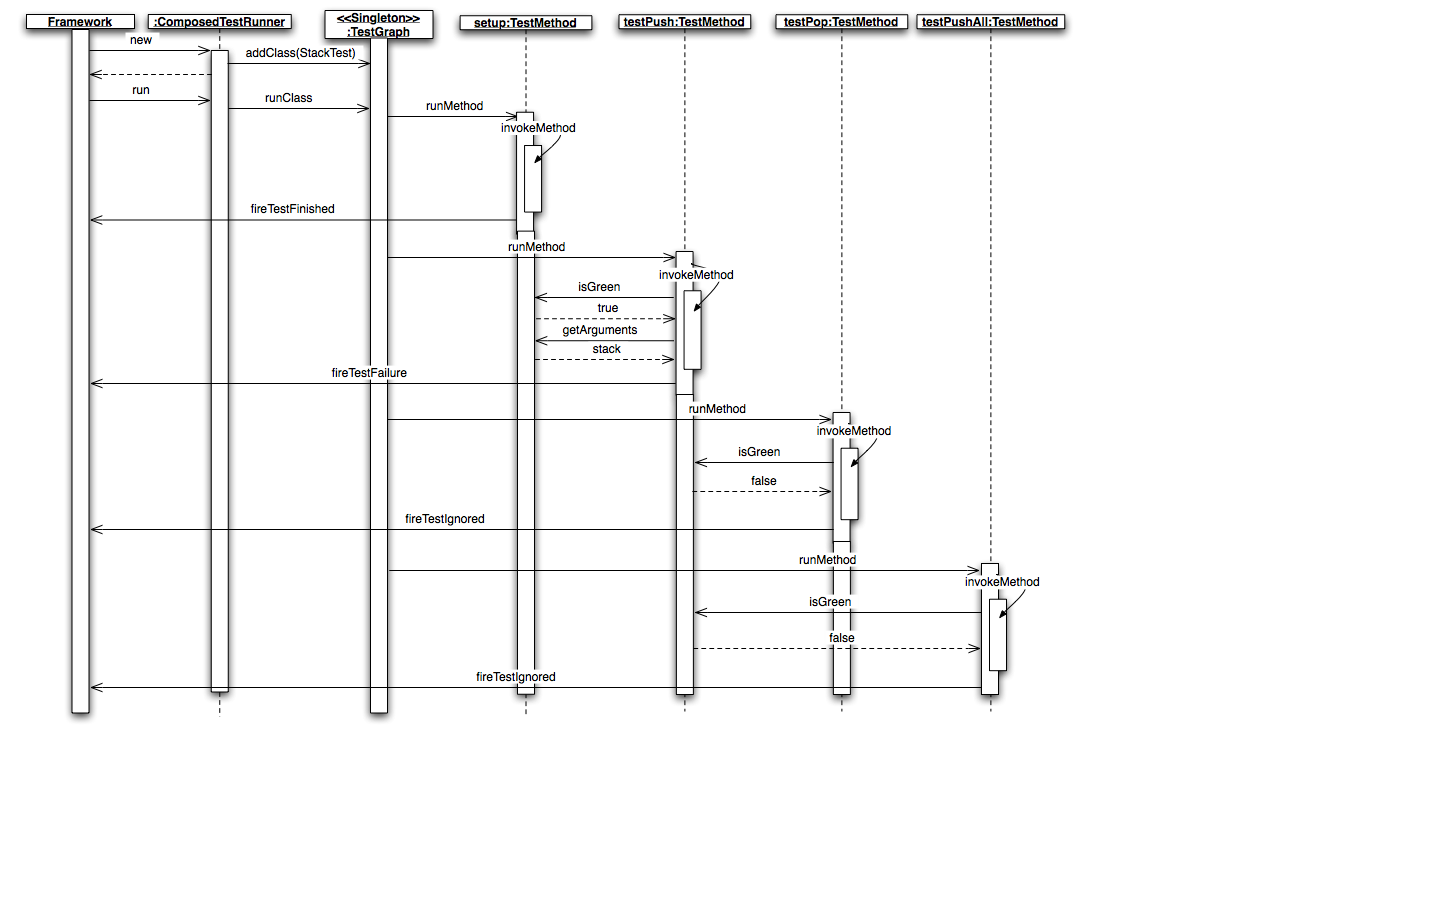 Framework
:ComposedTestRunner
<<Singleton>>
:TestGraph
setup:TestMethod
testPush:TestMethod
testPop:TestMethod
testPushAll:TestMethod
new
addClass(StackTest)
run
runClass
runMethod
invokeMethod
fireTestFinished
runMethod
invokeMethod
isGreen
true
getArguments
stack
fireTestFailure
runMethod
invokeMethod
isGreen
false
fireTestIgnored
runMethod
invokeMethod
isGreen
false
fireTestIgnored